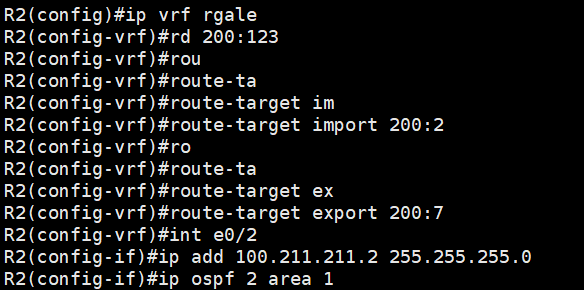 R2(config)#ip vrf rgale
R2(config-vrf)#rd 200:123
R2(config-vrf)#rou
R2(config-vrf)#route-ta
R2(config-vrf)#route-target im
R2(config-vrf)#route-target import 200:2
R2(config-vrf)#ro
R2(config-vrf)#route-ta
R2(config-vrf)#route-target ex
R2(config-vrf)#route-target export 200:7
R2(config-vrf)#int e0/2
R2(config-if)#ip add 100.211.211.2 255.255.255.0
R2(config-if)#ip ospf 2 area 1